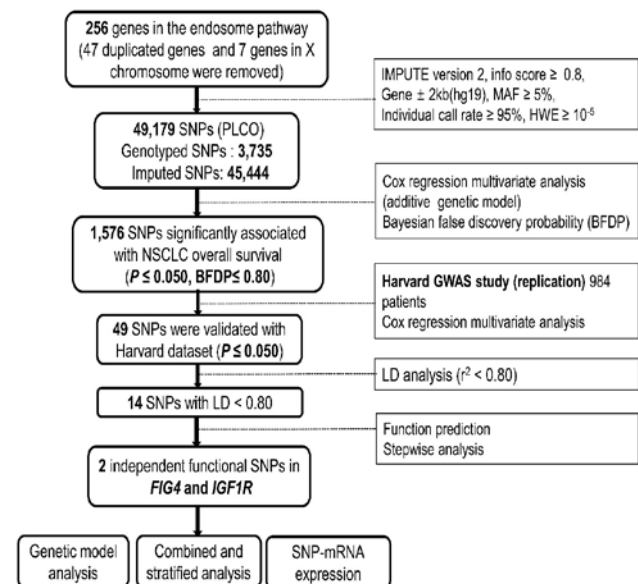 256 genes in the endosome pathway
(47 duplicated genes and 7 genes in X
chromosome were removed)
IMPUTE version 2, info score ≥ 0.8,
Gene ± 2kb(hg19), MAF ≥ 5%,
Individual call rate ≥ 95%, HWE ≥ 10⁻⁵
49,179 SNPs (PLCO)
Genotyped SNPs : 3,735
Imputed SNPs: 45,444
Cox regression multivariate analysis
(additive genetic model)
Bayesian false discovery probability (BFDP)
1,576 SNPs significantly associated
with NSCLC overall survival
(P ≤ 0.050, BFDP≤ 0.80)
Harvard GWAS study (replication) 984
patients
Cox regression multivariate analysis
49 SNPs were validated with
Harvard dataset (P ≤ 0.050)
LD analysis (r² < 0.80)
14 SNPs with LD < 0.80
Function prediction
Stepwise analysis
2 independent functional SNPs in
FIG4 and IGF1R
Genetic model
analysis
Combined and
stratified analysis
SNP-mRNA
expression